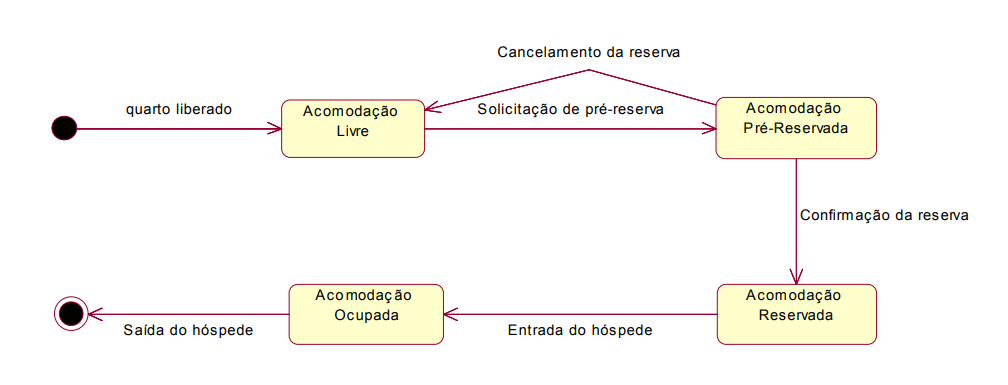 Cancelamento da reserva
quarto liberado
Acomodação
Livre
Solicitação de pré-reserva
Acomodação
Pré-Reservada
Confirmação da reserva
Acomodação
Ocupada
Acomodação
Reservada
Saída do hóspede
Entrada do hóspede